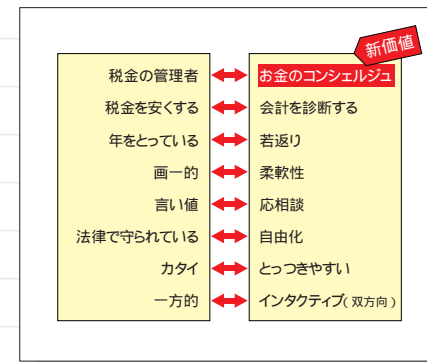 新価値
税金の管理者 お金のコンシェルジュ
税金を安くする 会計を診断する
年をとっている 若返り
画一的 柔軟性
言い値 応相談
法律で守られている 自由化
カタイ とっつきやすい
一方的 インタクティブ(双方向)